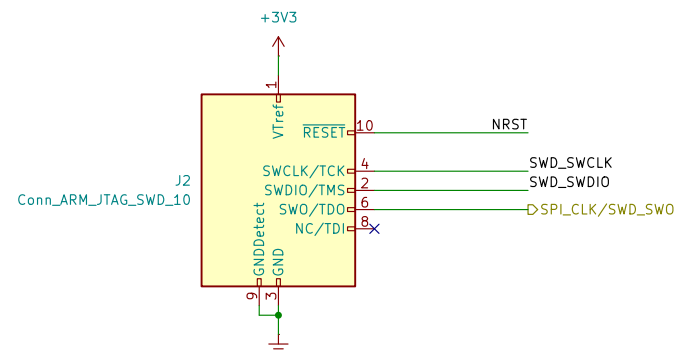 +3V3
1
VTref
RESET
10
NRST
SWCLK/TCK
4
SWD_SWCLK
J2
SWDIO/TMS
2
SWD_SWDIO
Conn_ARM_JTAG_SWD_10
SWO/TDO
6
SPI_CLK/SWD_SWO
NC/TDI
8
GNDDetect
GND
9
3